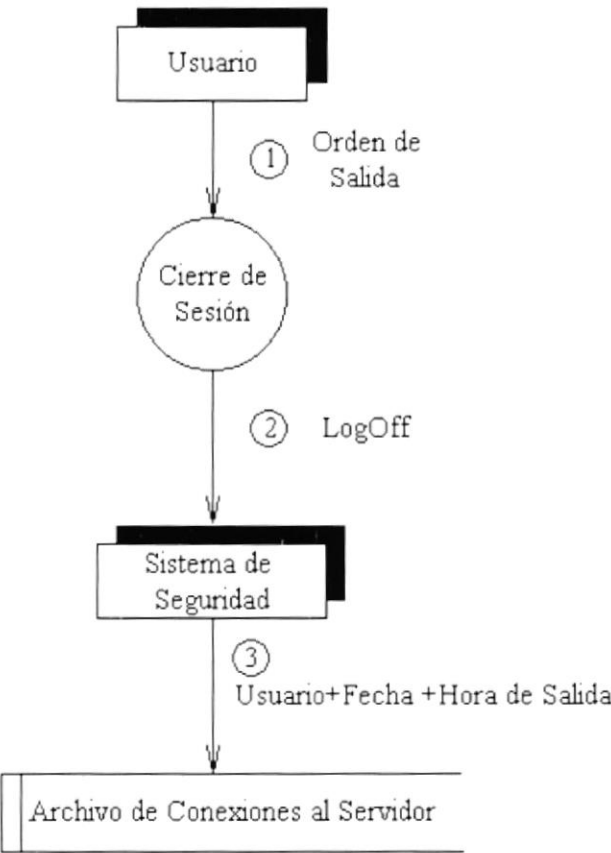 Usuario
1
Orden de
Salida
Cierre de
Sesión
2
LogOff
Sistema de
Seguridad
3
Usuario+Fecha +Hora de Salida
Archivo de Conexiones al Servidor